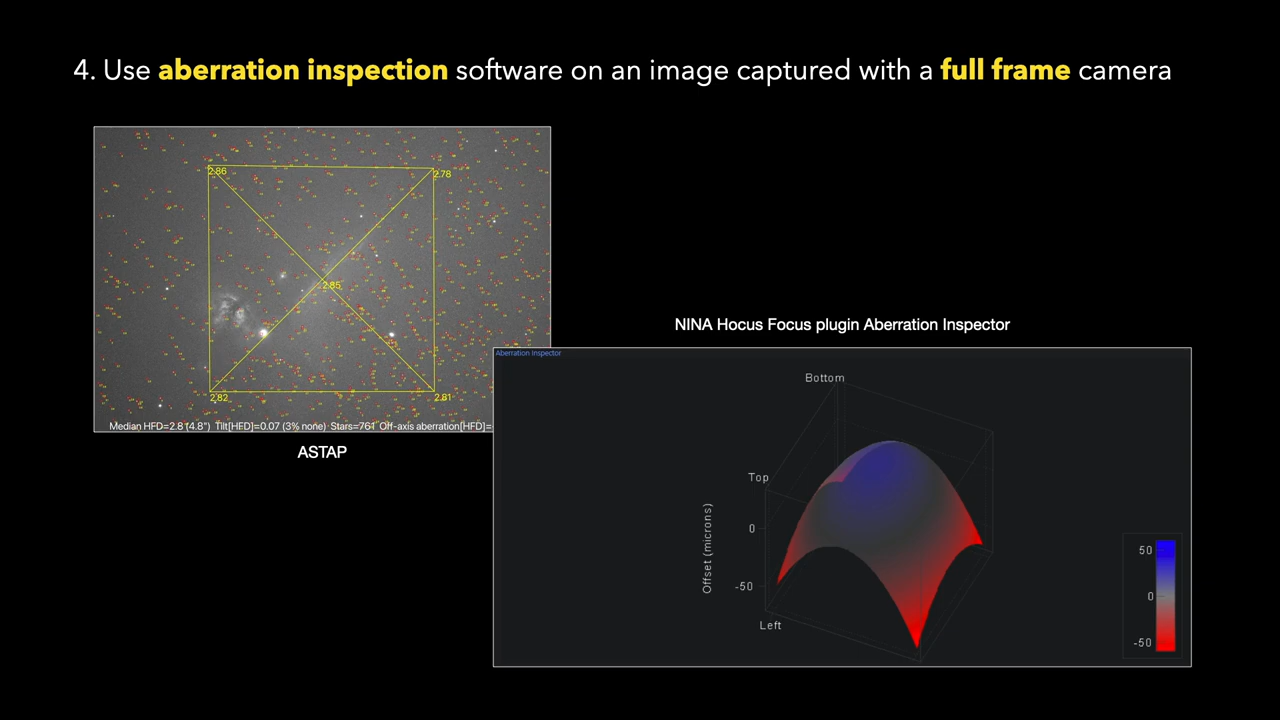 4. Use aberration inspection software on an image captured with a full frame camera
2.86
2.78
2.85
2.82
2.81
Median HFD=2.8 (4.8") Tilt[HFD]=0.07 (3% none) Stars=761 Off-axis aberration[HFD]=
ASTAP
NINA Hocus Focus plugin Aberration Inspector
Aberration Inspector
Bottom
Top
0
-50
Offset (microns)
Left
50
0
-50